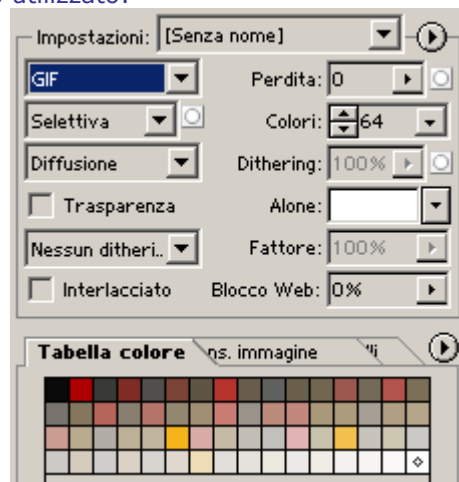 utilizzato?
Impostazioni: [Senza nome]
GIF Perdita: 0
Selettiva Colori: 64
Diffusione Dithering: 100%
Trasparenza Alone:
Nessun ditheri.. Fattore: 100%
Interlacciato Blocco Web: 0%
Tabella colore ns. immagine